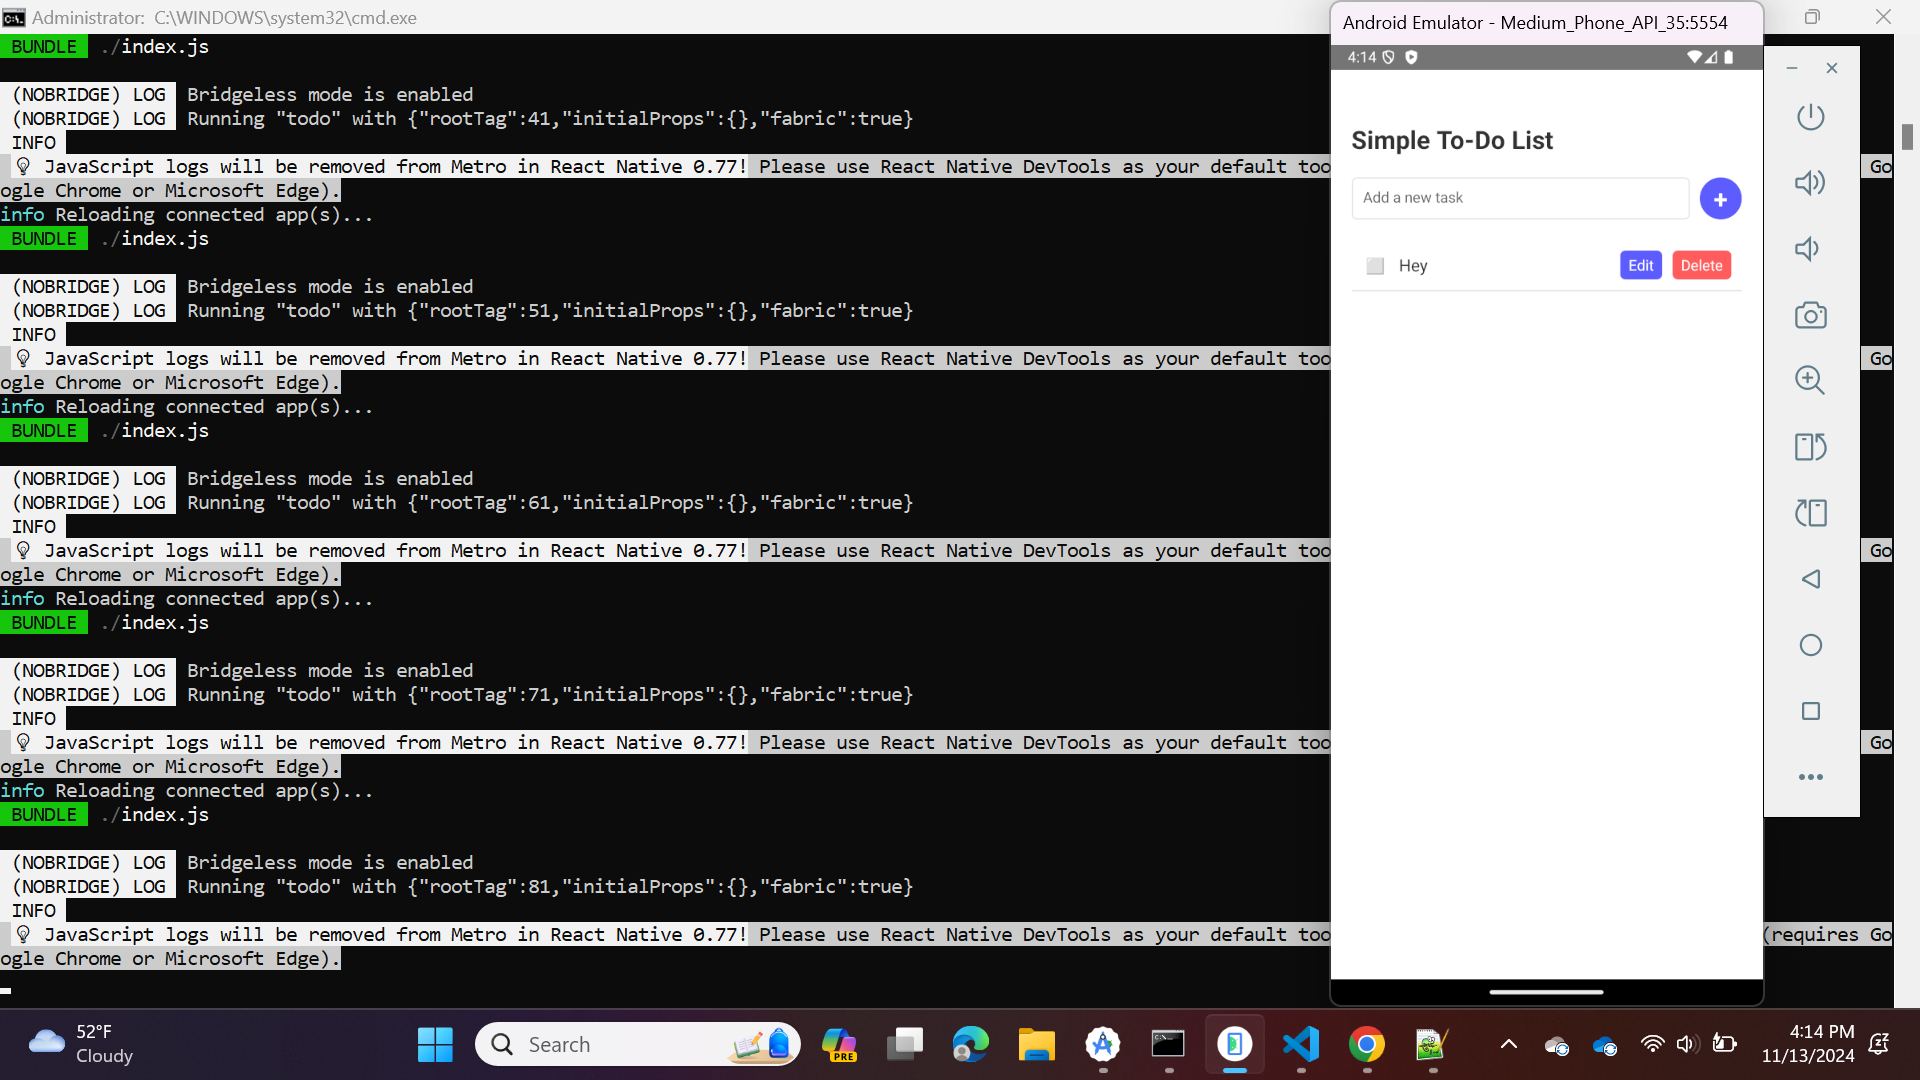 Administrator: C:\WINDOWS\system32\cmd.exe
BUNDLE ./index.js
(NOBRIDGE) LOG Bridgeless mode is enabled
(NOBRIDGE) LOG Running "todo" with {"rootTag":41,"initialProps":{},"fabric":true}
INFO
💡 JavaScript logs will be removed from Metro in React Native 0.77! Please use React Native DevTools as your default too Go
ogle Chrome or Microsoft Edge).
info Reloading connected app(s)...
BUNDLE ./index.js
(NOBRIDGE) LOG Bridgeless mode is enabled
(NOBRIDGE) LOG Running "todo" with {"rootTag":51,"initialProps":{},"fabric":true}
INFO
💡 JavaScript logs will be removed from Metro in React Native 0.77! Please use React Native DevTools as your default too Go
ogle Chrome or Microsoft Edge).
info Reloading connected app(s)...
BUNDLE ./index.js
(NOBRIDGE) LOG Bridgeless mode is enabled
(NOBRIDGE) LOG Running "todo" with {"rootTag":61,"initialProps":{},"fabric":true}
INFO
💡 JavaScript logs will be removed from Metro in React Native 0.77! Please use React Native DevTools as your default too Go
ogle Chrome or Microsoft Edge).
info Reloading connected app(s)...
BUNDLE ./index.js
(NOBRIDGE) LOG Bridgeless mode is enabled
(NOBRIDGE) LOG Running "todo" with {"rootTag":71,"initialProps":{},"fabric":true}
INFO
💡 JavaScript logs will be removed from Metro in React Native 0.77! Please use React Native DevTools as your default too Go
ogle Chrome or Microsoft Edge).
info Reloading connected app(s)...
BUNDLE ./index.js
(NOBRIDGE) LOG Bridgeless mode is enabled
(NOBRIDGE) LOG Running "todo" with {"rootTag":81,"initialProps":{},"fabric":true}
INFO
💡 JavaScript logs will be removed from Metro in React Native 0.77! Please use React Native DevTools as your default too (requires Go
ogle Chrome or Microsoft Edge).
Android Emulator - Medium_Phone_API_35:5554
4:14
Simple To-Do List
Add a new task
+
Hey
Edit
Delete
52°F
Cloudy
Search
PRE
4:14 PM
11/13/2024